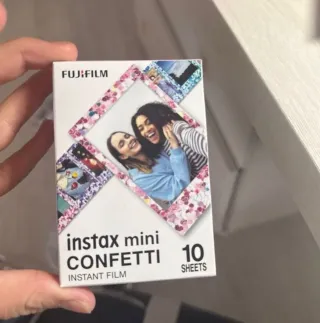 FUJIFILM
instax mini
CONFETTI
INSTANT FILM
10
SHEETS